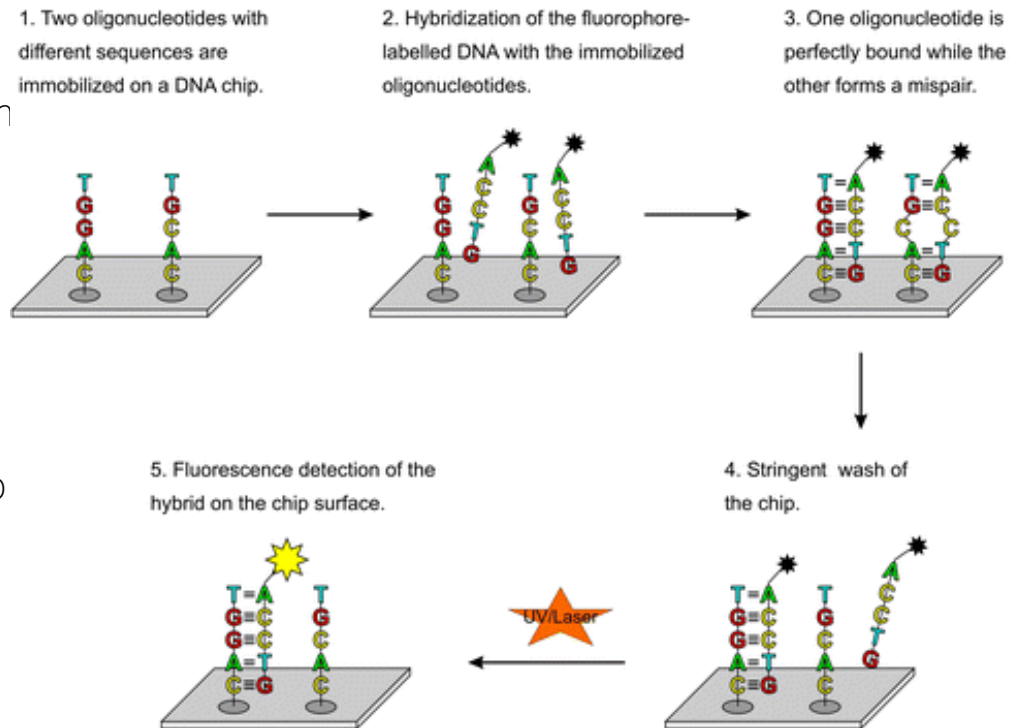 1. Two oligonucleotides with
different sequences are
immobilized on a DNA chip.
2. Hybridization of the fluorophore-
labelled DNA with the immobilized
oligonucleotides.
3. One oligonucleotide is
perfectly bound while the
other forms a mispair.
n
T T
G G
G C
A A
C C
T A T A
G C G C
G C C C
A T A T
C G C G
T=A T=A
G≡C G≡C
G≡C C C
A=T A=T
C≡G C≡G
5. Fluorescence detection of the
hybrid on the chip surface.
4. Stringent wash of
the chip.
T=A T
G≡C G
G≡C C
A=T A
C≡G C
UV/Laser
T=A T A
G≡C G C
G≡C C C
A=T A T
C≡G C G